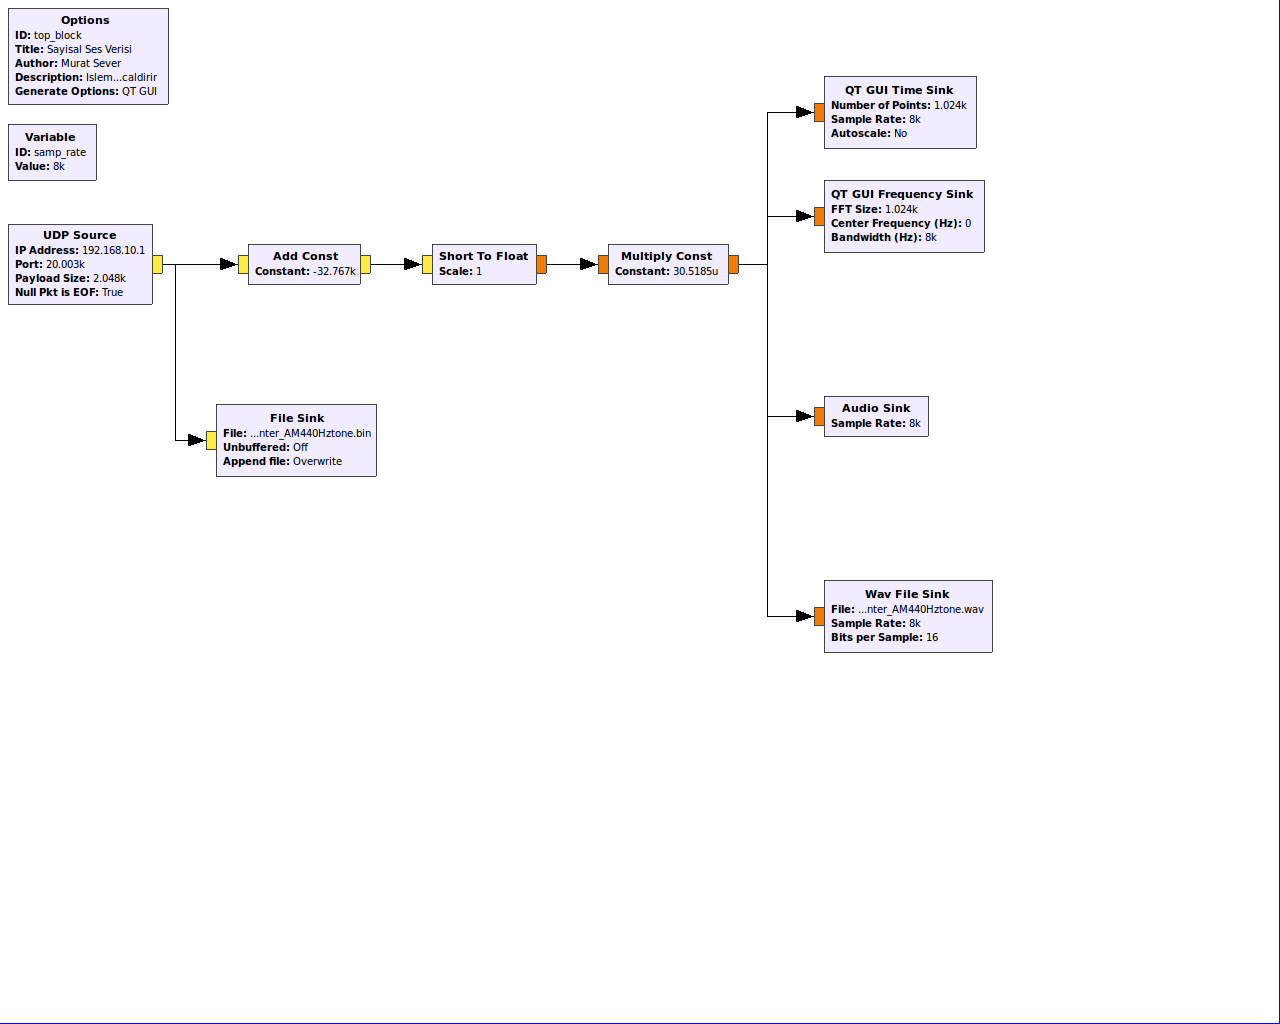 Options
ID: top_block
Title: Sayisal Ses Verisi
Author: Murat Sever
Description: Islem...caldirir
Generate Options: QT GUI
Variable
ID: samp_rate
Value: 8k
UDP Source
IP Address: 192.168.10.1
Port: 20.003k
Payload Size: 2.048k
Null Pkt is EOF: True
Add Const
Constant: -32.767k
Short To Float
Scale: 1
Multiply Const
Constant: 30.5185u
File Sink
File: ...nter_AM440Hztone.bin
Unbuffered: Off
Append file: Overwrite
QT GUI Time Sink
Number of Points: 1.024k
Sample Rate: 8k
Autoscale: No
QT GUI Frequency Sink
FFT Size: 1.024k
Center Frequency (Hz): 0
Bandwidth (Hz): 8k
Audio Sink
Sample Rate: 8k
Wav File Sink
File: ...nter_AM440Hztone.wav
Sample Rate: 8k
Bits per Sample: 16